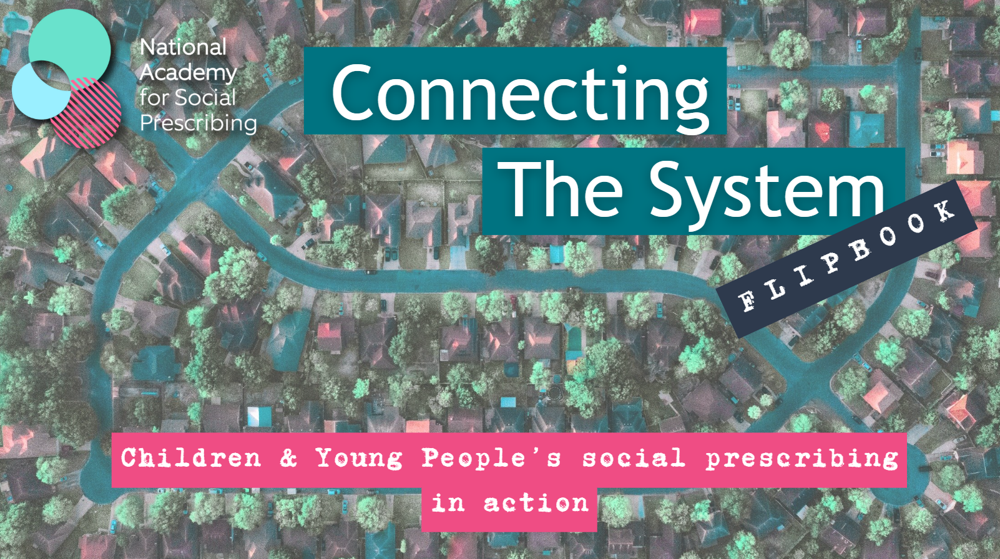 National
Academy
for Social
Prescribing
Connecting
The System
FLIPBOOK
Children & Young People's social prescribing
in action